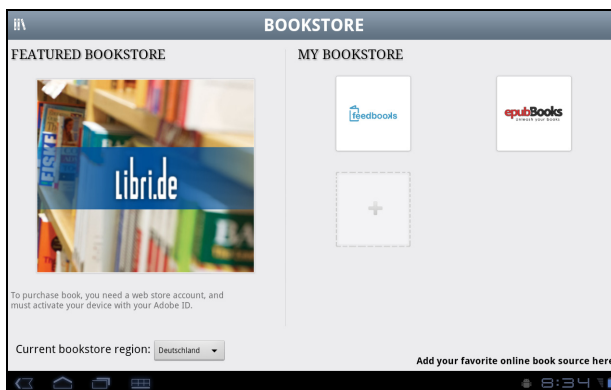 BOOKSTORE
FEATURED BOOKSTORE
MY BOOKSTORE
FISKE
Libri.de
feedbooks
epubBooks
+
To purchase book, you need a web store account, and
must activate your device with your Adobe ID.
Current bookstore region: Deutschland
Add your favorite online book source here
8:34